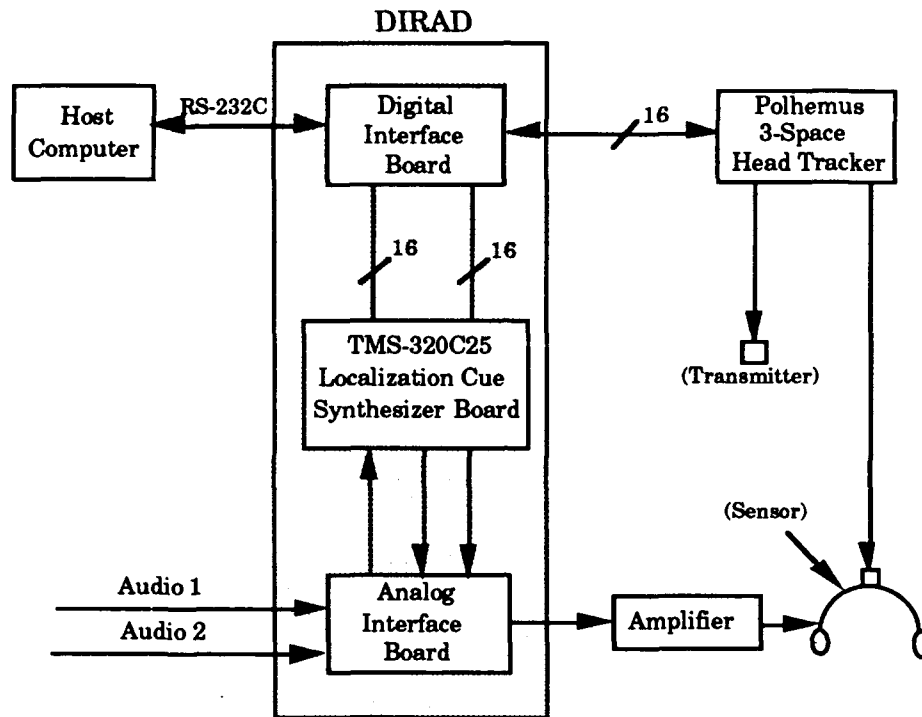 DIRAD
Host
Computer
RS-232C
Digital
Interface
Board
16
Polhemus
3-Space
Head Tracker
16
16
TMS-320C25
Localization Cue
Synthesizer Board
(Transmitter)
(Sensor)
Audio 1
Audio 2
Analog
Interface
Board
Amplifier